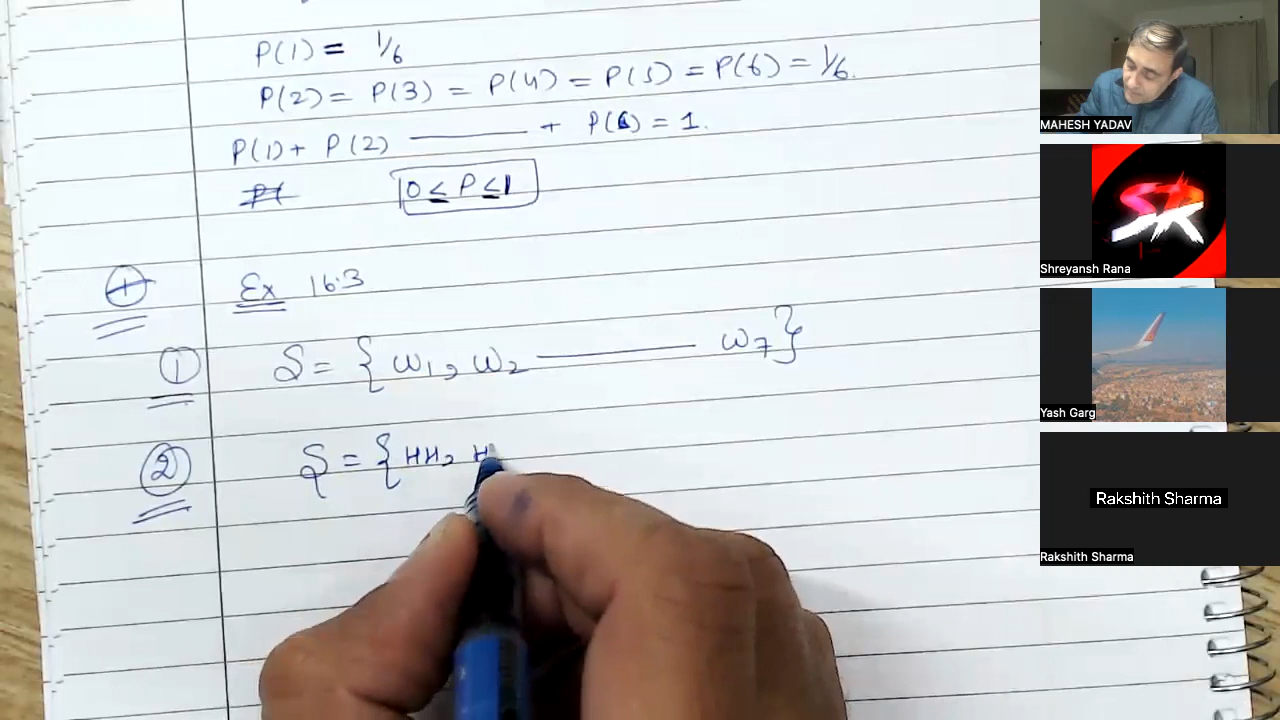 P(1) = 1/6
P(2) = P(3) = P(4) = P(5) = P(6) = 1/6.
P(1) + P(2) ——— + P(6) = 1.
0 ≤ P ≤ 1
Ex 16.3
① S = { ω1, ω2 ——— ω7}
② S = { HH, H
MAHESH YADAV
SR
Shreyansh Rana
Yash Garg
Rakshith Sharma
Rakshith Sharma